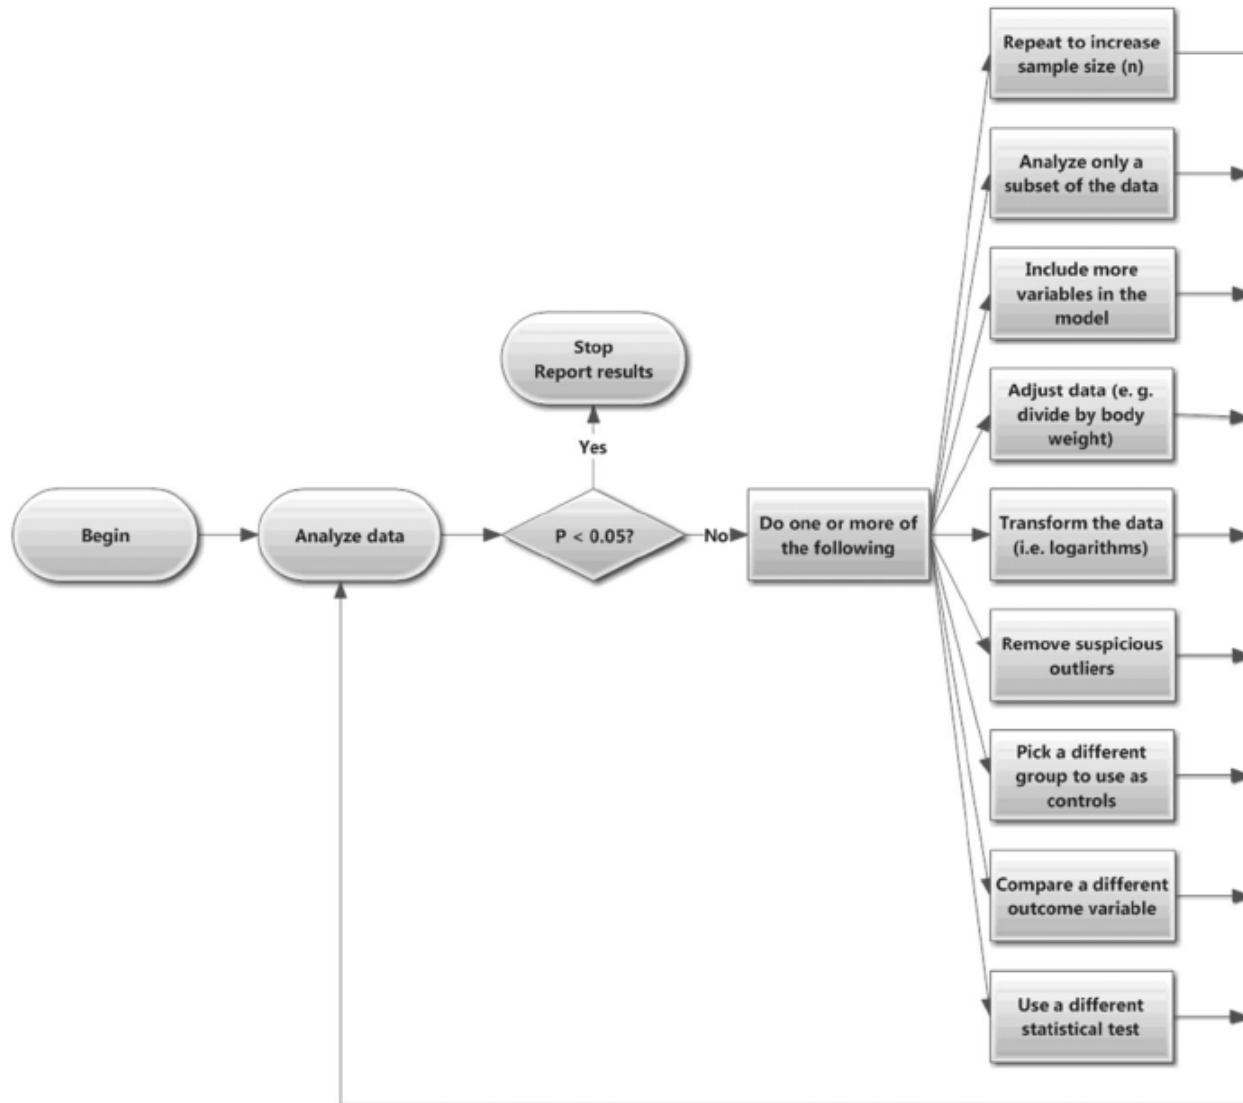 Repeat to increase
sample size (n)
Analyze only a
subset of the data
Include more
variables in the
model
Stop
Report results
Adjust data (e. g.
divide by body
weight)
Yes
Begin
Analyze data
P < 0.05?
No
Do one or more of
the following
Transform the data
(i.e. logarithms)
Remove suspicious
outliers
Pick a different
group to use as
controls
Compare a different
outcome variable
Use a different
statistical test